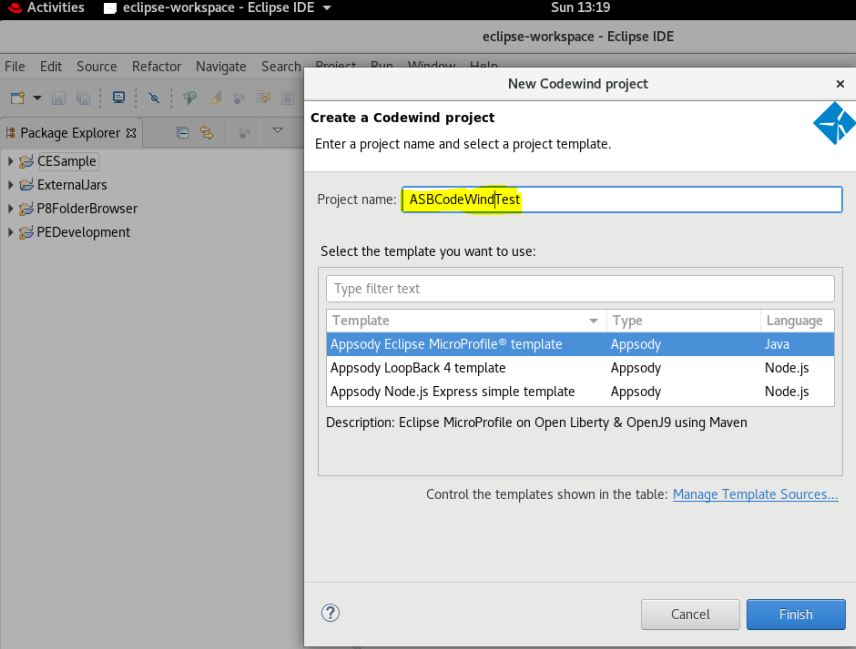 Activities eclipse-workspace - Eclipse IDE Sun 13:19
eclipse-workspace - Eclipse IDE
File Edit Source Refactor Navigate Search Project Run Window Help
New Codewind project ×
Package Explorer
Create a Codewind project
Enter a project name and select a project template.
CESample
ExternalJars
P8FolderBrowser
PEDevelopment
Project name: ASBCodeWindTest
Select the template you want to use:
Type filter text
Template Type Language
Appsody Eclipse MicroProfile® template Appsody Java
Appsody LoopBack 4 template Appsody Node.js
Appsody Node.js Express simple template Appsody Node.js
Description: Eclipse MicroProfile on Open Liberty & OpenJ9 using Maven
Control the templates shown in the table: Manage Template Sources...
? Cancel Finish